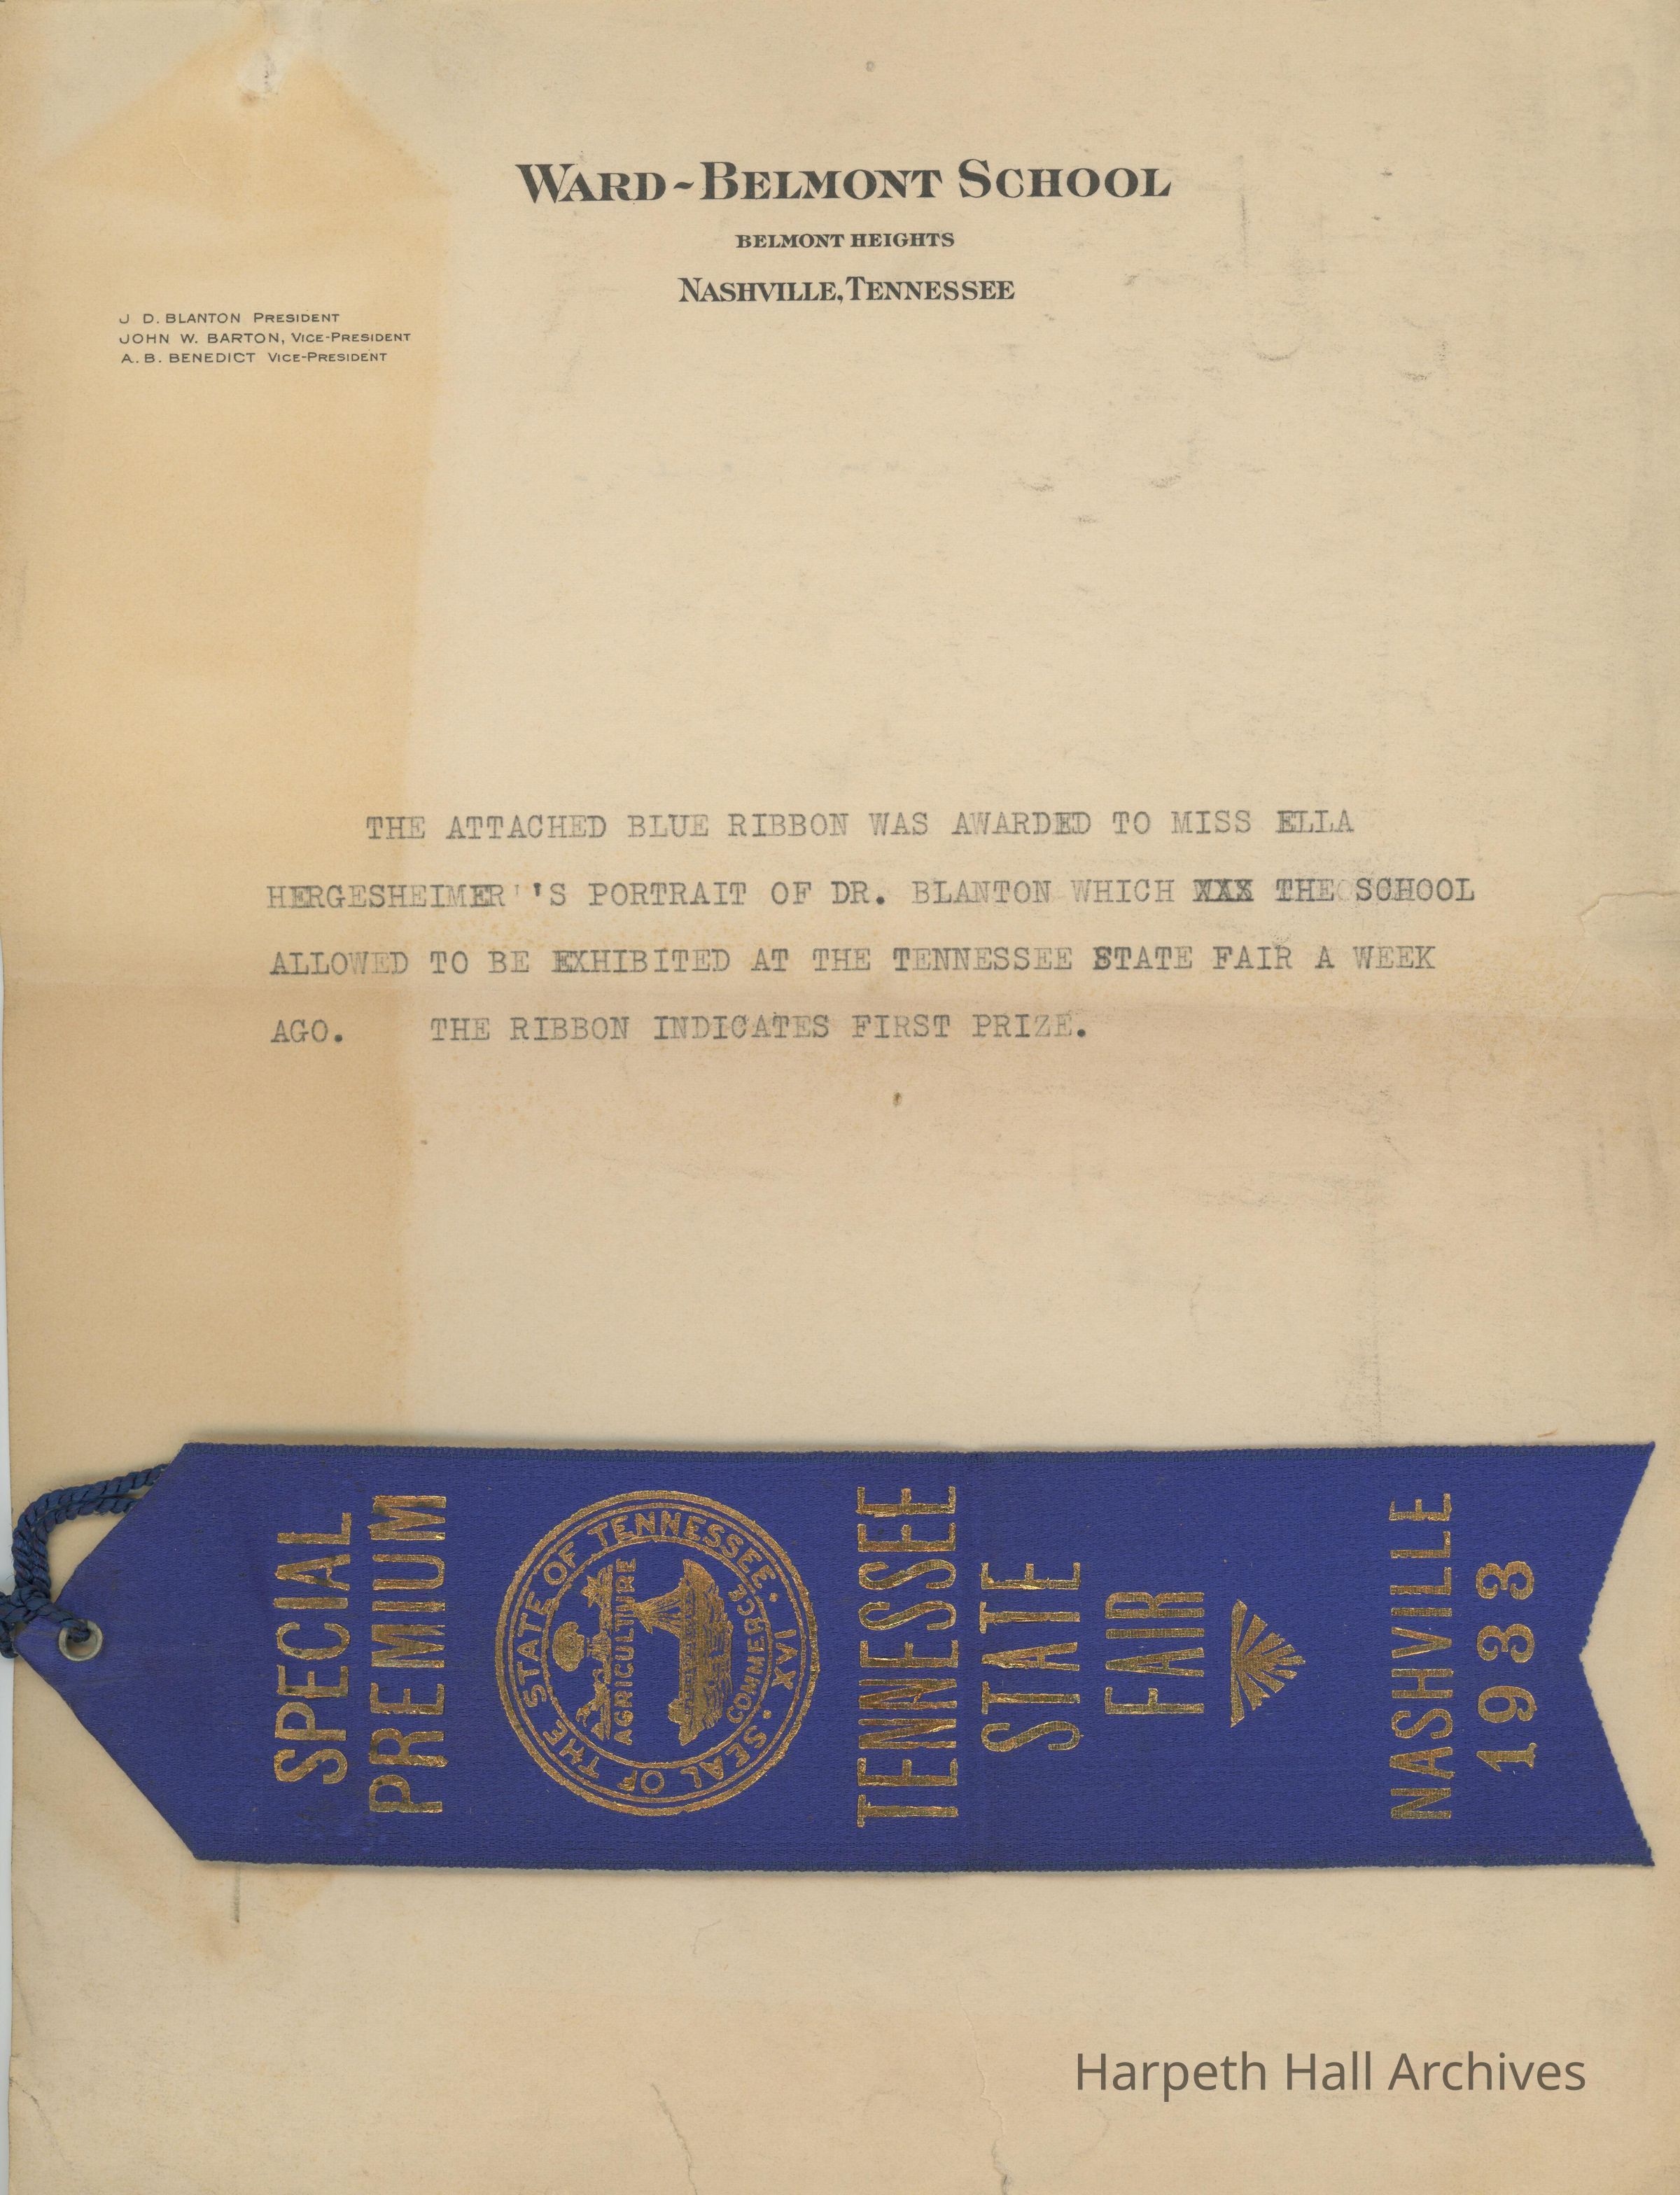 WARD-BELMONT SCHOOL
BELMONT HEIGHTS
NASHVILLE, TENNESSEE
J D. BLANTON PRESIDENT
JOHN W. BARTON, VICE-PRESIDENT
A. B. BENEDICT VICE-PRESIDENT
THE ATTACHED BLUE RIBBON WAS AWARDED TO MISS ELLA
HERGESHEIMER''S PORTRAIT OF DR. BLANTON WHICH XXX THE SCHOOL
ALLOWED TO BE EXHIBITED AT THE TENNESSEE STATE FAIR A WEEK
AGO. THE RIBBON INDICATES FIRST PRIZE.
SPECIAL
PREMIUM
SEAL OF THE STATE OF TENNESSEE • XVI •
AGRICULTURE
COMMERCE
TENNESSEE
STATE
FAIR
NASHVILLE
1933
Harpeth Hall Archives